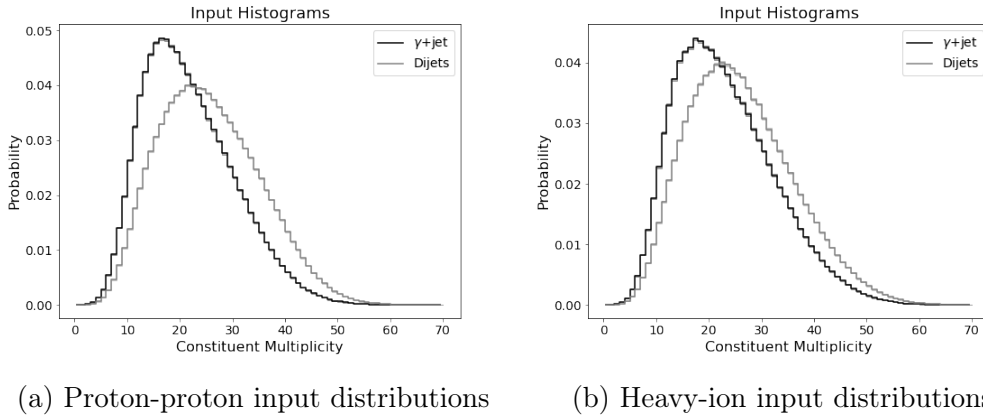 Input Histograms
γ+jet
Dijets
0.05
0.04
0.03
0.02
0.01
0.00
Probability
0 10 20 30 40 50 60 70
Constituent Multiplicity
(a) Proton-proton input distributions
Input Histograms
γ+jet
Dijets
0.04
0.03
0.02
0.01
0.00
Probability
0 10 20 30 40 50 60 70
Constituent Multiplicity
(b) Heavy-ion input distributions